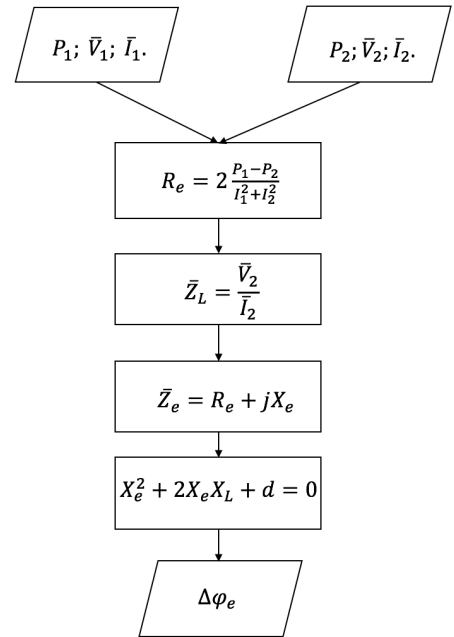 P₁; V̄₁; Ī₁.
P₂; V̄₂; Ī₂.
Rₑ = 2 (P₁−P₂)/(I₁²+I₂²)
Z̄_L = V̄₂/Ī₂
Z̄ₑ = Rₑ + jXₑ
Xₑ² + 2XₑX_L + d = 0
Δφₑ